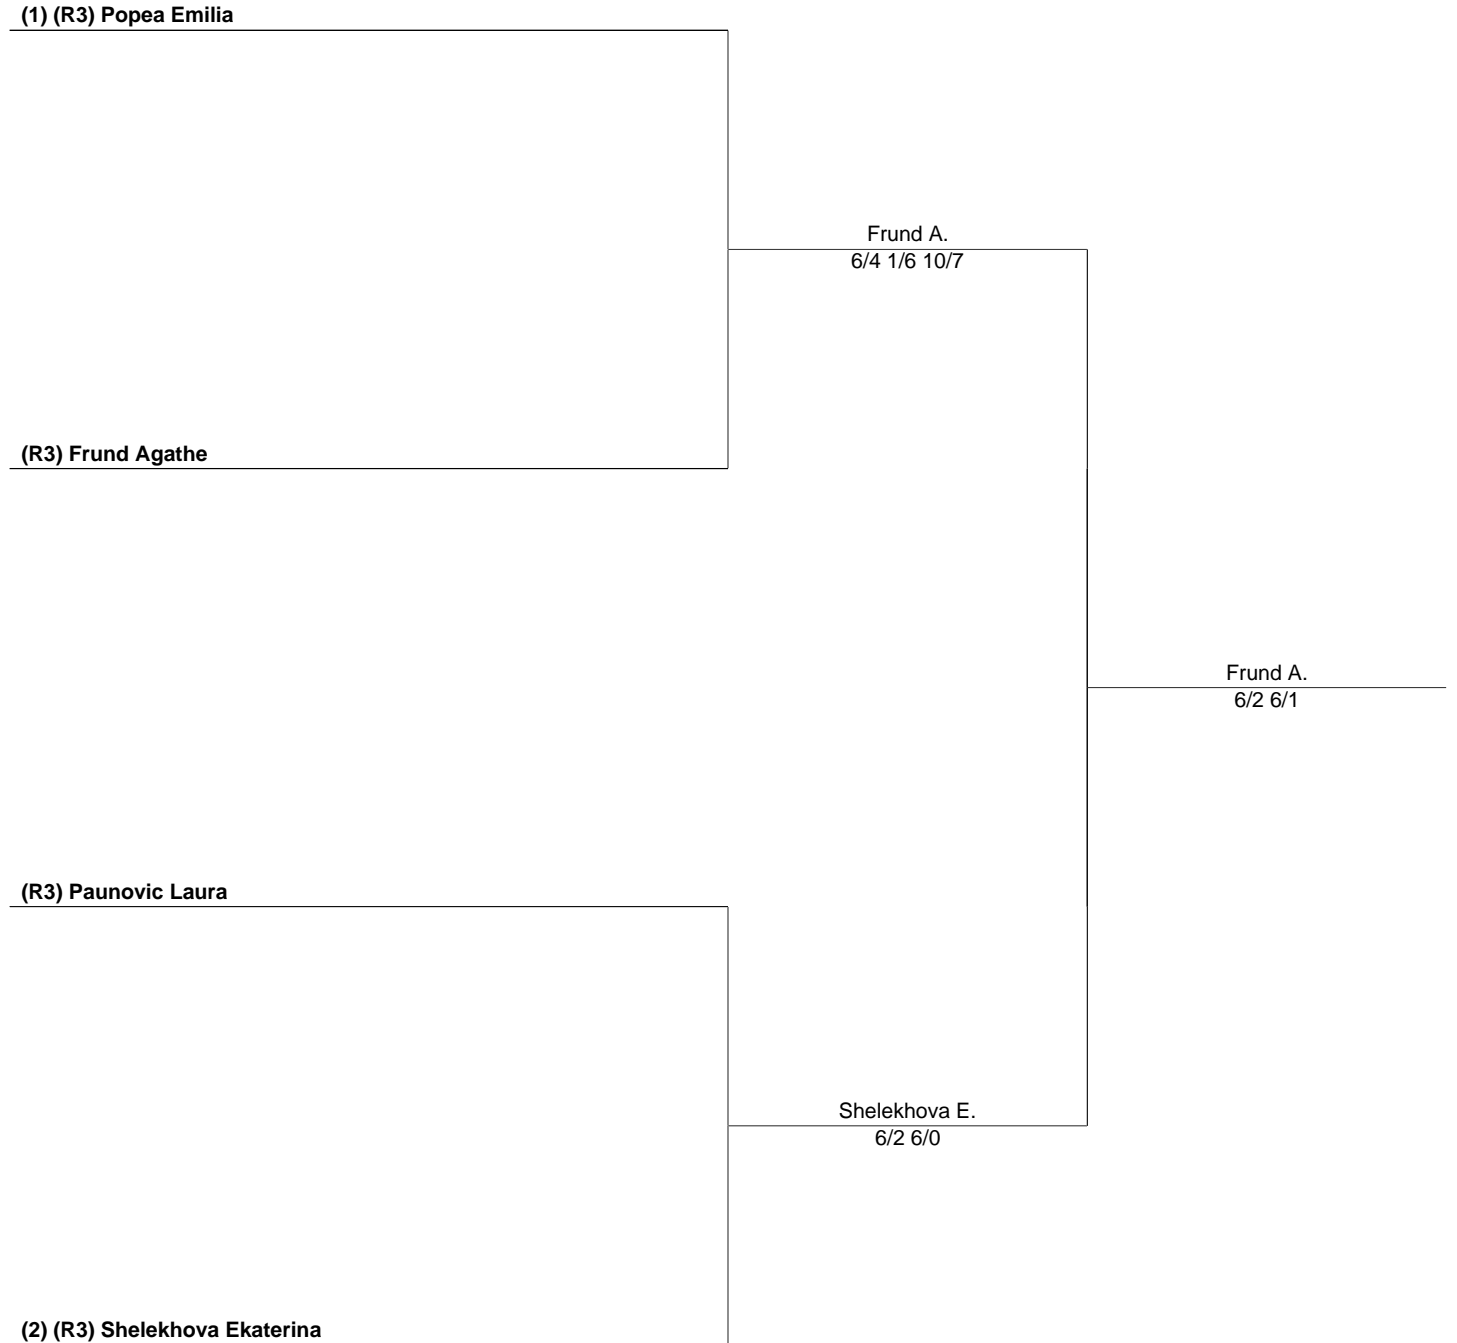 (1) (R3) Popea Emilia
Frund A.
6/4 1/6 10/7
(R3) Frund Agathe
Frund A.
6/2 6/1
(R3) Paunovic Laura
Shelekhova E.
6/2 6/0
(2) (R3) Shelekhova Ekaterina